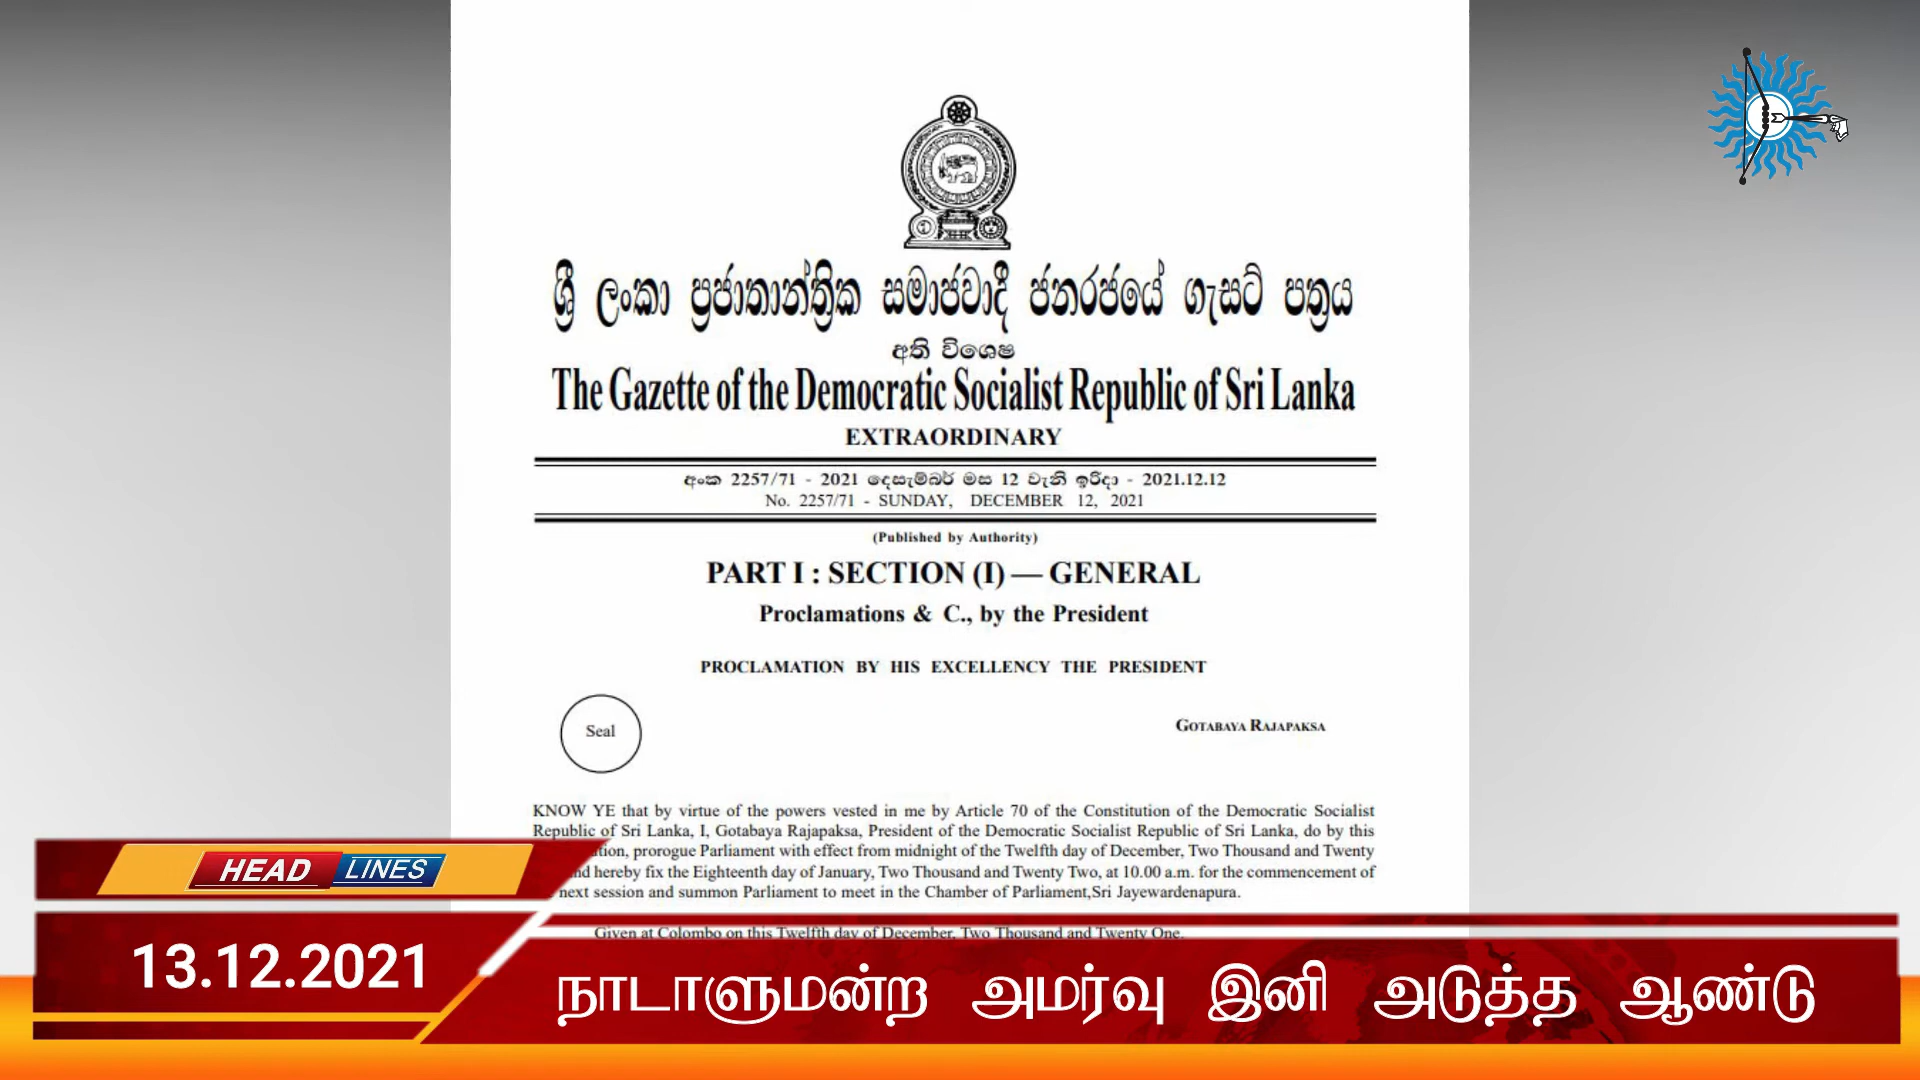 ශ්‍රී ලංකා ප්‍රජාතාන්ත්‍රික සමාජවාදී ජනරජයේ ගැසට් පත්‍රය
අති විශෙෂ
The Gazette of the Democratic Socialist Republic of Sri Lanka
EXTRAORDINARY
අංක 2257/71 - 2021 දෙසැම්බර් මස 12 වැනි ඉරිදා - 2021.12.12
No. 2257/71 - SUNDAY, DECEMBER 12, 2021
(Published by Authority)
PART I : SECTION (I) — GENERAL
Proclamations & C., by the President
PROCLAMATION BY HIS EXCELLENCY THE PRESIDENT
Seal
GOTABAYA RAJAPAKSA
KNOW YE that by virtue of the powers vested in me by Article 70 of the Constitution of the Democratic Socialist
Republic of Sri Lanka, I, Gotabaya Rajapaksa, President of the Democratic Socialist Republic of Sri Lanka, do by this
prorogue Parliament with effect from midnight of the Twelfth day of December, Two Thousand and Twenty
hereby fix the Eighteenth day of January, Two Thousand and Twenty Two, at 10.00 a.m. for the commencement of
next session and summon Parliament to meet in the Chamber of Parliament,Sri Jayewardenapura.
Given at Colombo on this Twelfth day of December, Two Thousand and Twenty One.
HEAD LINES
13.12.2021
நாடாளுமன்ற அமர்வு இனி அடுத்த ஆண்டு